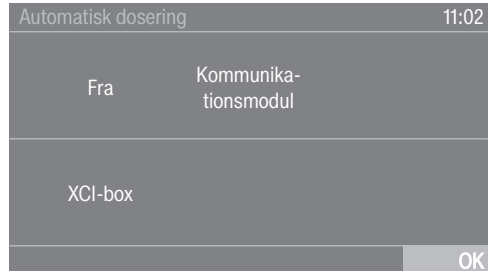 Automatisk dosering 11:02
Fra
Kommunika-
tionsmodul
XCI-box
OK